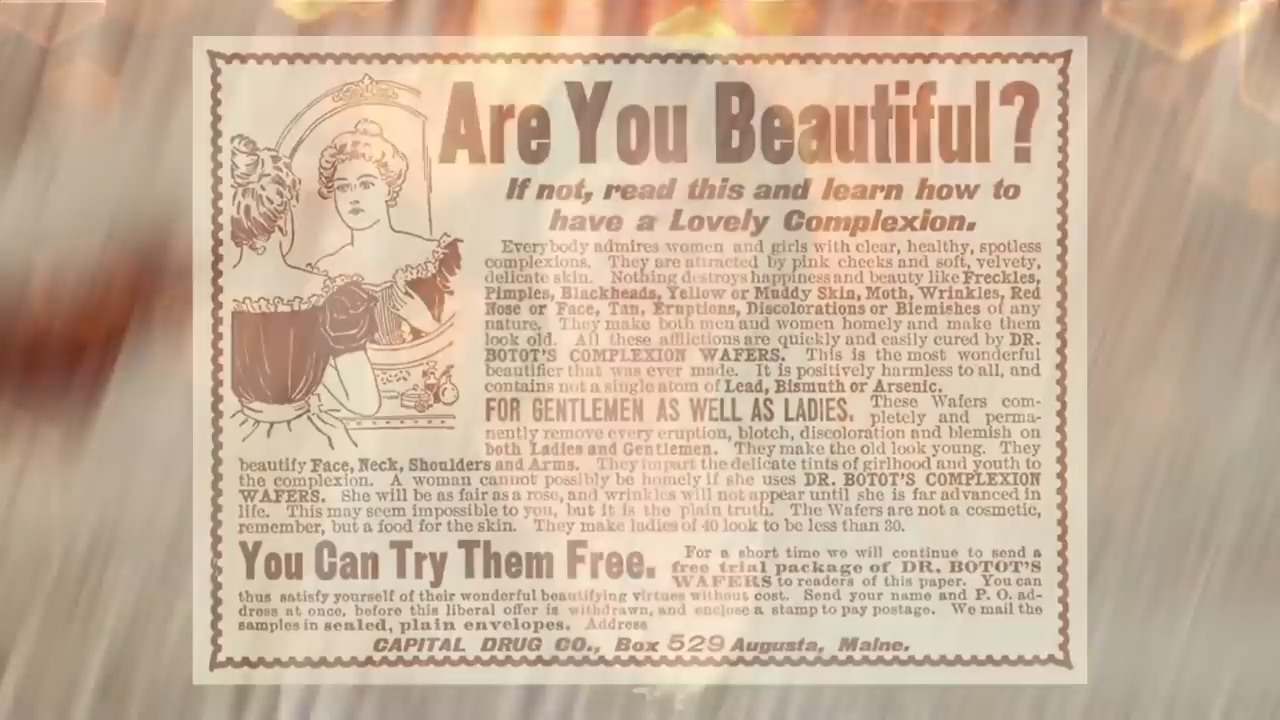 Are You Beautiful?
If not, read this and learn how to
have a Lovely Complexion.
Everybody admires women and girls with clear, healthy, spotless
complexions. They are attracted by pink cheeks and soft, velvety,
delicate skin. Nothing destroys happiness and beauty like Freckles,
Pimples, Blackheads, Yellow or Muddy Skin, Moth, Wrinkles, Red
Nose or Face, Tan, Eruptions, Discolorations or Blemishes of any
nature. They make both men and women homely and make them
look old. All these afflictions are quickly and easily cured by DR.
BOTOT'S COMPLEXION WAFERS. This is the most wonderful
beautifier that was ever made. It is positively harmless to all, and
contains not a single atom of Lead, Bismuth or Arsenic.
FOR GENTLEMEN AS WELL AS LADIES. These Wafers com-
pletely and perma-
nently remove every eruption, blotch, discoloration and blemish on
both Ladies and Gentlemen. They make the old look young. They
beautify Face, Neck, Shoulders and Arms. They impart the delicate tints of girlhood and youth to
the complexion. A woman cannot possibly be homely if she uses DR. BOTOT'S COMPLEXION
WAFERS. She will be as fair as a rose, and wrinkles will not appear until she is far advanced in
life. This may seem impossible to you, but it is the plain truth. The Wafers are not a cosmetic,
remember, but a food for the skin. They make ladies of 40 look to be less than 30.
You Can Try Them Free. For a short time we will continue to send a
free trial package of DR. BOTOT'S
WAFERS to readers of this paper. You can
thus satisfy yourself of their wonderful beautifying virtues without cost. Send your name and P. O. ad-
dress at once, before this liberal offer is withdrawn, and enclose a stamp to pay postage. We mail the
samples in sealed, plain envelopes. Address
CAPITAL DRUG CO., Box 529 Augusta, Maine.